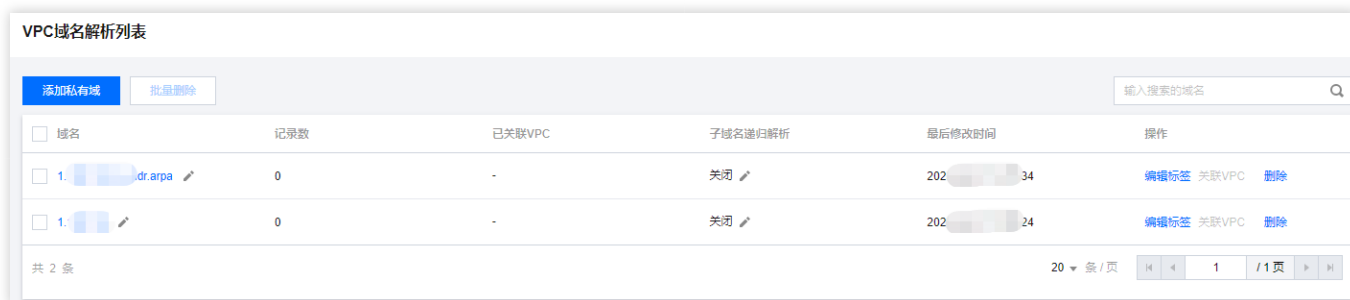 VPC域名解析列表
添加私有域 批量删除 输入搜索的域名
域名 记录数 已关联VPC 子域名递归解析 最后修改时间 操作
1. dr.arpa 0 - 关闭 202 34 编辑标签 关联VPC 删除
1. 0 - 关闭 202 24 编辑标签 关联VPC 删除
共 2 条 20 条 / 页 1 / 1 页